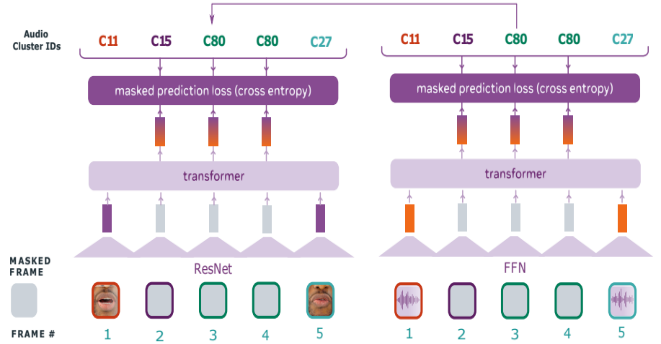 Audio
Cluster IDs
C11 C15 C80 C80 C27
masked prediction loss (cross entropy)
transformer
ResNet
C11 C15 C80 C80 C27
masked prediction loss (cross entropy)
transformer
FFN
MASKED
FRAME
FRAME #
1 2 3 4 5
1 2 3 4 5